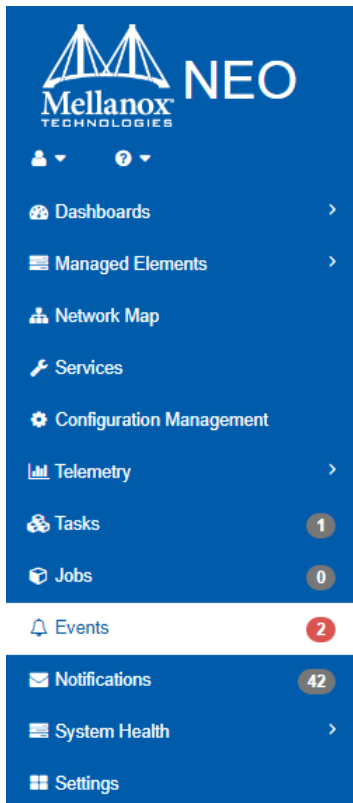 Mellanox
TECHNOLOGIES
NEO
Dashboards
Managed Elements
Network Map
Services
Configuration Management
Telemetry
Tasks 1
Jobs 0
Events 2
Notifications 42
System Health
Settings